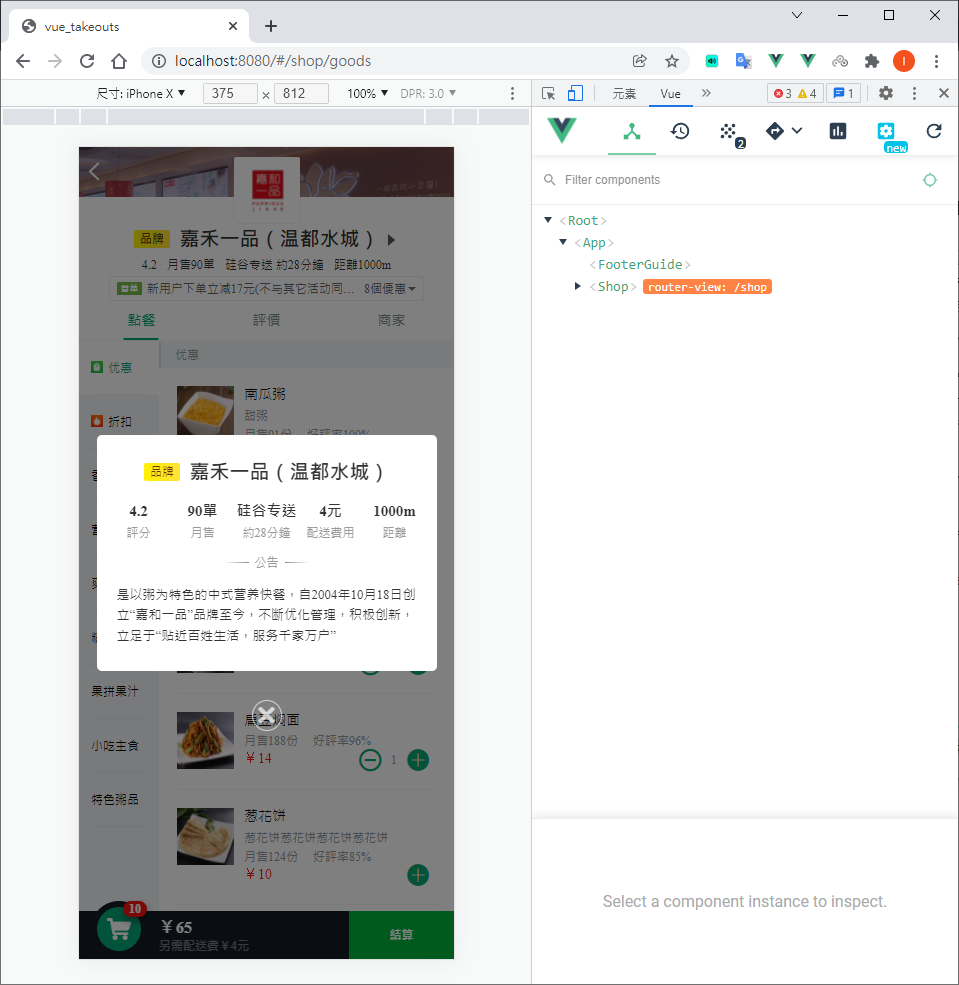 vue_takeouts
localhost:8080/#/shop/goods
I
尺寸: iPhone X ▼ 375 × 812 100% ▼ DPR: 3.0 ▼
元素 Vue » 3 4 1
2
new
Filter components
<Root>
<App>
<FooterGuide>
<Shop> router-view: /shop
Select a component instance to inspect.
嘉和
一品
品牌 嘉禾一品（温都水城）
4.2 月售90單 硅谷专送 约28分鐘 距離1000m
首单 新用户下单立减17元(不与其它活动同... 8個優惠
點餐 評價 商家
优惠
优惠
折扣
南瓜粥
甜粥
月售91份 好評率100%
品牌 嘉禾一品（温都水城）
4.2 90單 硅谷专送 4元 1000m
評分 月售 約28分鐘 配送費用 距離
公告
是以粥为特色的中式营养快餐，自2004年10月18日创
立“嘉和一品”品牌至今，不断优化管理，积极创新，
立足于“贴近百姓生活，服务千家万户”
果拼果汁
小吃主食
特色粥品
扁豆焖面
月售188份 好評率96%
￥14
1
葱花饼
葱花饼葱花饼葱花饼葱花饼
月售124份 好評率85%
￥10
10
￥65
另需配送費￥4元
結算